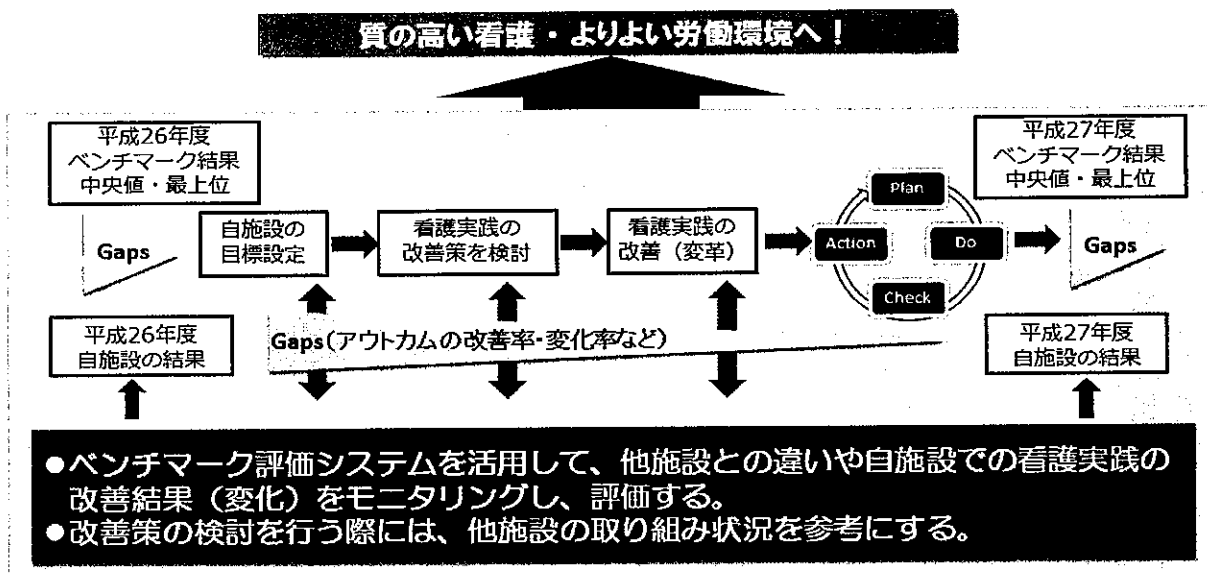 質の高い看護・よりよい労働環境へ！
平成26年度
ベンチマーク結果
中央値・最上位
Gaps
平成26年度
自施設の結果
自施設の
目標設定
看護実践の
改善策を検討
看護実践の
改善（変革）
Plan
Do
Check
Action
Gaps（アウトカムの改善率・変化率など）
平成27年度
ベンチマーク結果
中央値・最上位
Gaps
平成27年度
自施設の結果
●ベンチマーク評価システムを活用して、他施設との違いや自施設での看護実践の
改善結果（変化）をモニタリングし、評価する。
●改善策の検討を行う際には、他施設の取り組み状況を参考にする。